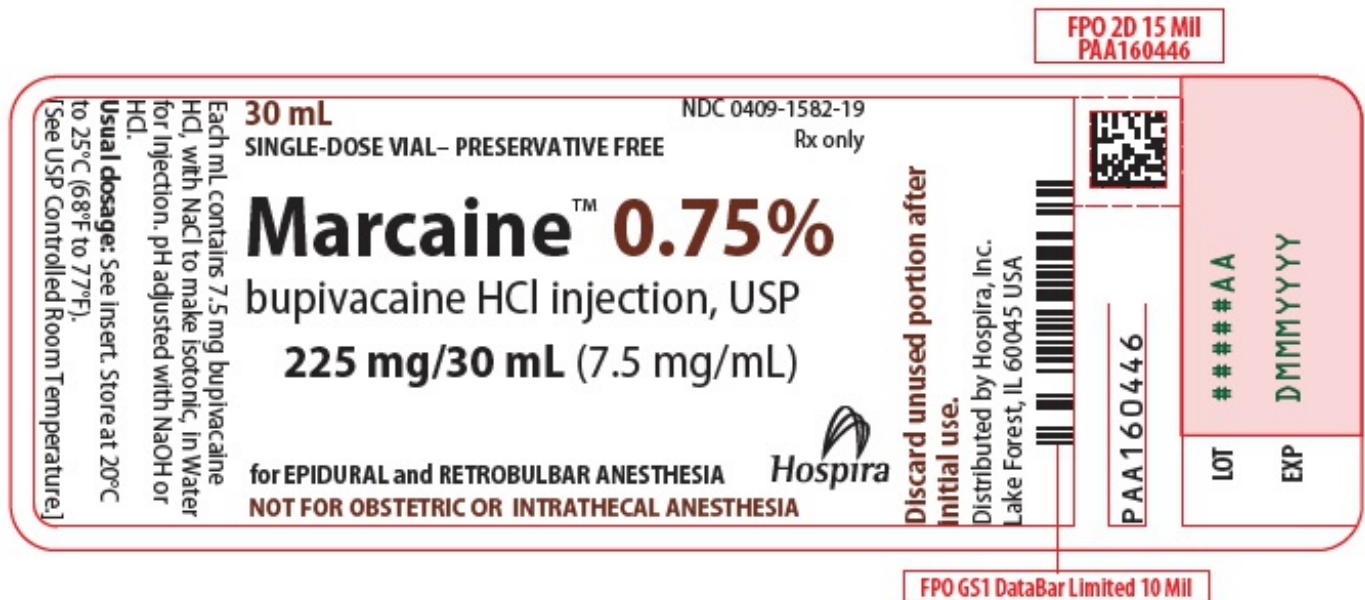 FPO 2D 15 Mil
PAA160446
Each mL contains 7.5 mg bupivacaine
HCl, with NaCl to make isotonic, in Water
for Injection. pH adjusted with NaOH or
HCl.
Usual dosage: See insert. Store at 20°C
to 25°C (68°F to 77°F).
[See USP Controlled Room Temperature.]
30 mL
SINGLE-DOSE VIAL– PRESERVATIVE FREE
NDC 0409-1582-19
Rx only
Marcaine™ 0.75%
bupivacaine HCl injection, USP
225 mg/30 mL (7.5 mg/mL)
for EPIDURAL and RETROBULBAR ANESTHESIA
NOT FOR OBSTETRIC OR INTRATHECAL ANESTHESIA
Hospira
Discard unused portion after
initial use.
Distributed by Hospira, Inc.
Lake Forest, IL 60045 USA
PAA160446
LOT #####AA
EXP DMMMYYYY
FPO GS1 DataBar Limited 10 Mil